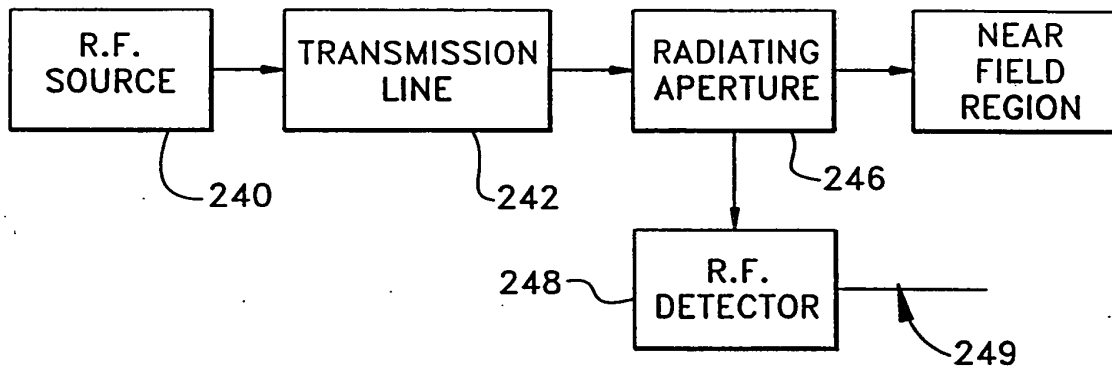 R.F.
SOURCE
TRANSMISSION
LINE
RADIATING
APERTURE
NEAR
FIELD
REGION
240
242
246
R.F.
DETECTOR
248
249